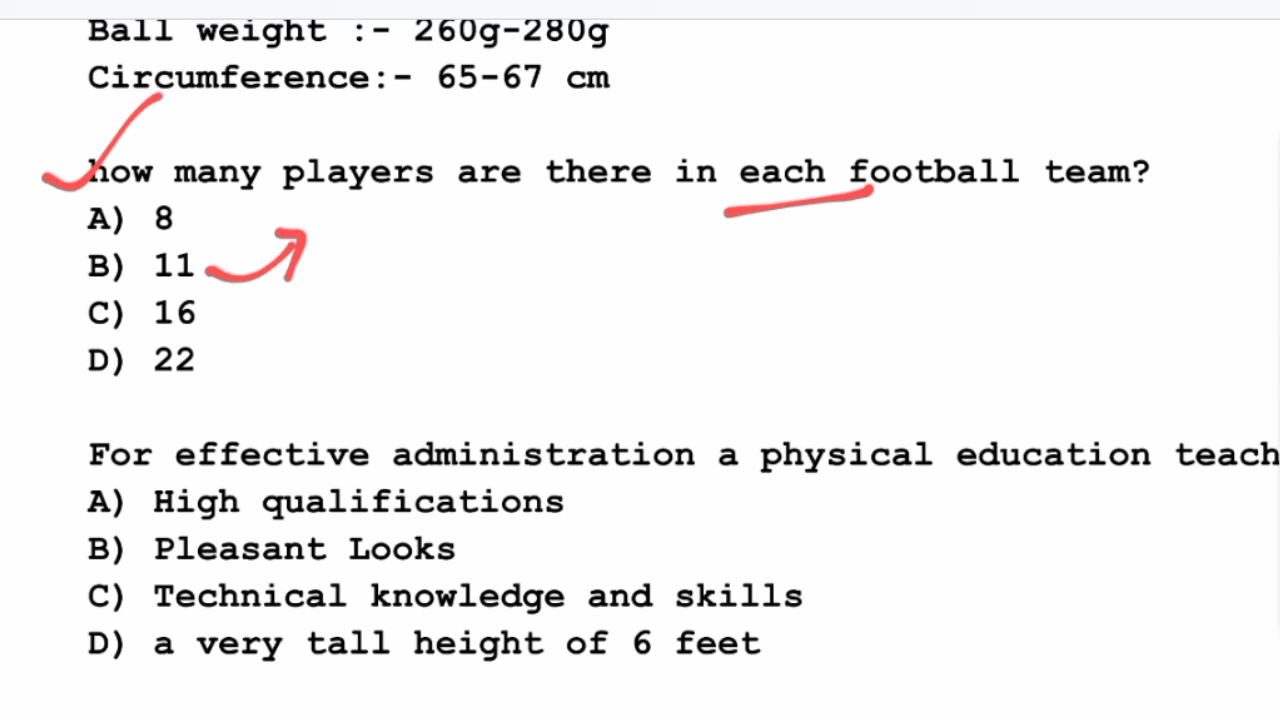 Ball weight :- 260g-280g
Circumference:- 65-67 cm
how many players are there in each football team?
A) 8
B) 11
C) 16
D) 22
For effective administration a physical education teach
A) High qualifications
B) Pleasant Looks
C) Technical knowledge and skills
D) a very tall height of 6 feet